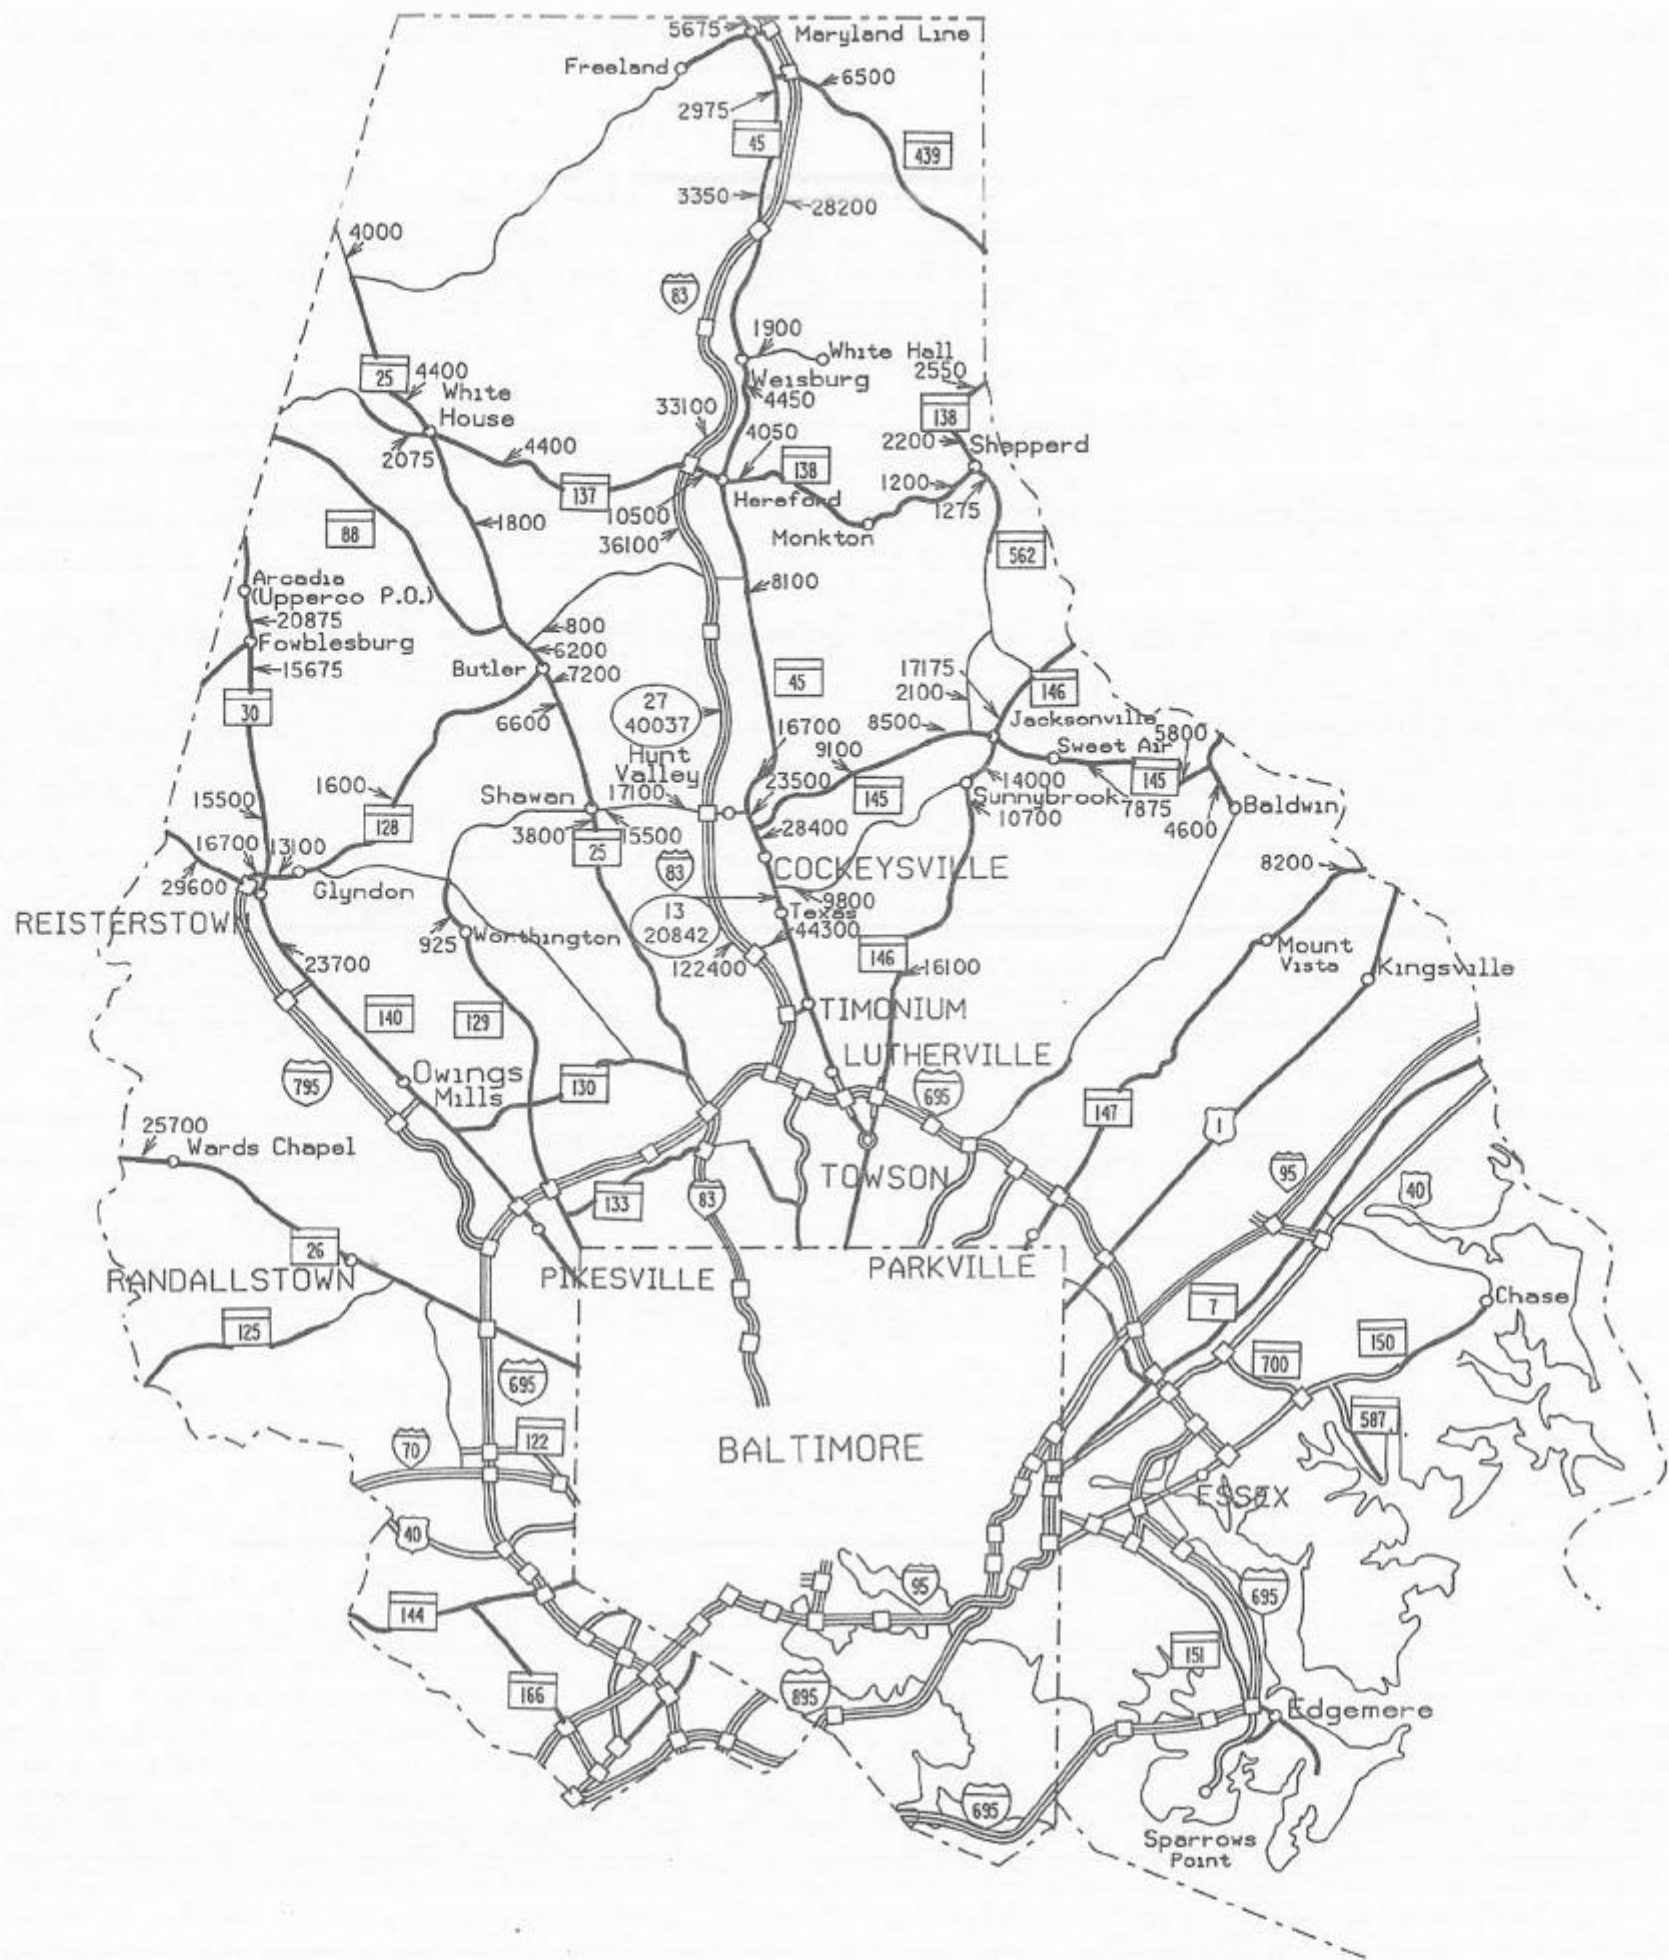 5675
Maryland Line
Freeland
6500
2975
45
439
3350
28200
4000
83
1900
White Hall
2550
25
4400
White
House
Weisburg
4450
138
33100
4050
2200
Shepperd
4400
2075
138
1200
137
Hereford
1275
10500
88
1800
36100
Monkton
562
Arcadia
(Upperco P.O.)
8100
20875
800
Fowblesburg
6200
15675
Butler
7200
17175
45
2100
146
30
27
40037
6600
8500
Jacksonville
16700
5800
Hunt
Valley
9100
Sweet Air
23500
14000
145
145
1600
17100
Sunnybrook
7875
Baldwin
15500
Shawan
10700
4600
128
3800
15500
28400
16700
13100
25
83
COCKEYSVILLE
8200
29600
Glyndon
9800
REISTERSTOWN
13
20842
Texas
925
Worthington
44300
Mount
Vista
23700
122400
146
16100
Kingsville
140
129
TIMONIUM
LUTHERVILLE
795
Owings
Mills
130
695
147
1
25700
Wards Chapel
TOWSON
95
40
133
83
26
RANDALLSTOWN
PIKESVILLE
PARKVILLE
125
7
Chase
150
700
695
587
70
122
BALTIMORE
ESSEX
40
95
695
144
151
166
895
Edgemere
695
Sparrows
Point